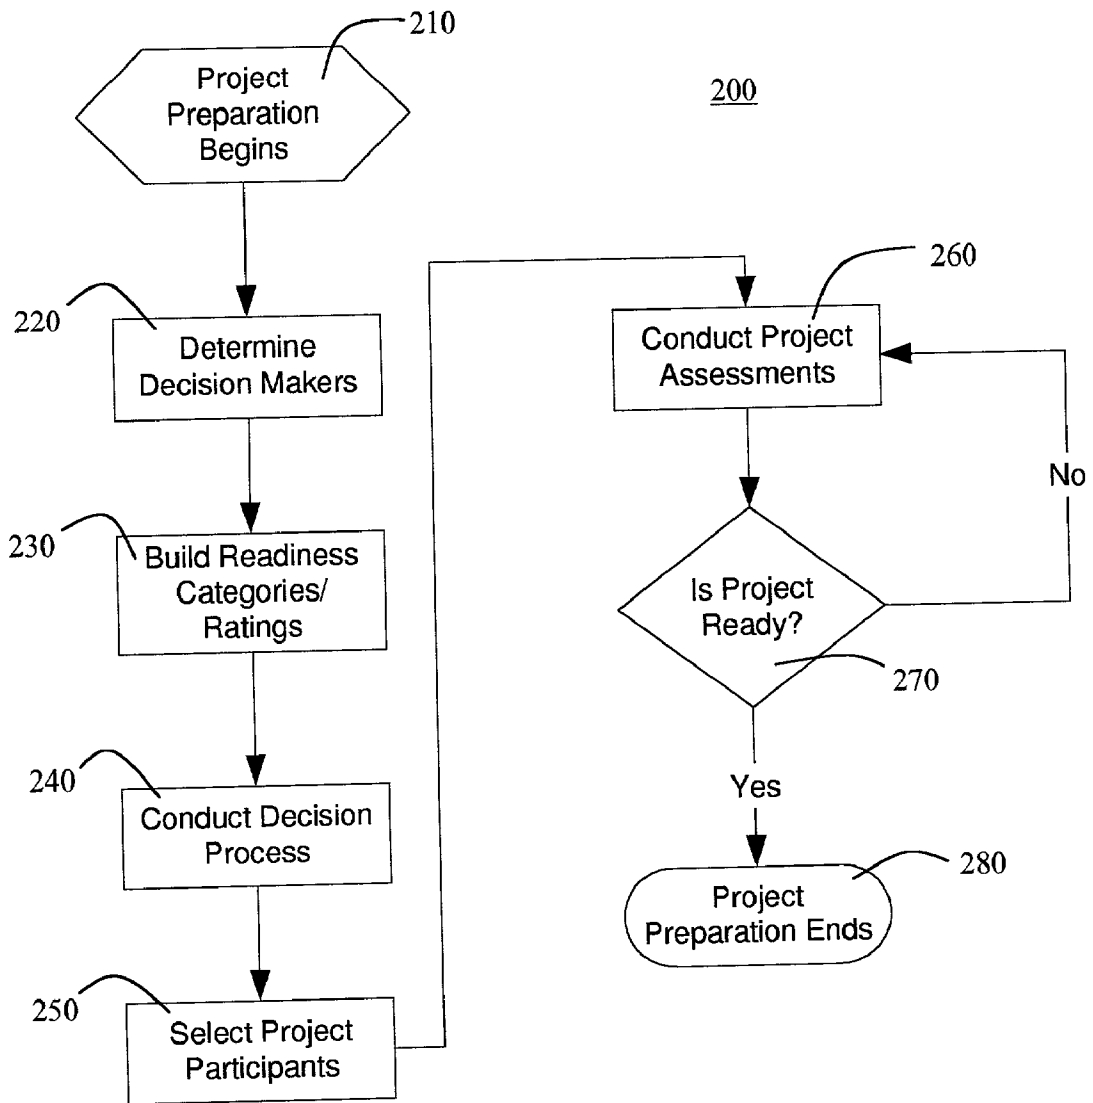 210
Project
Preparation
Begins
200
220
Determine
Decision Makers
230
Build Readiness
Categories/
Ratings
240
Conduct Decision
Process
250
Select Project
Participants
260
Conduct Project
Assessments
No
Is Project
Ready?
270
Yes
280
Project
Preparation Ends